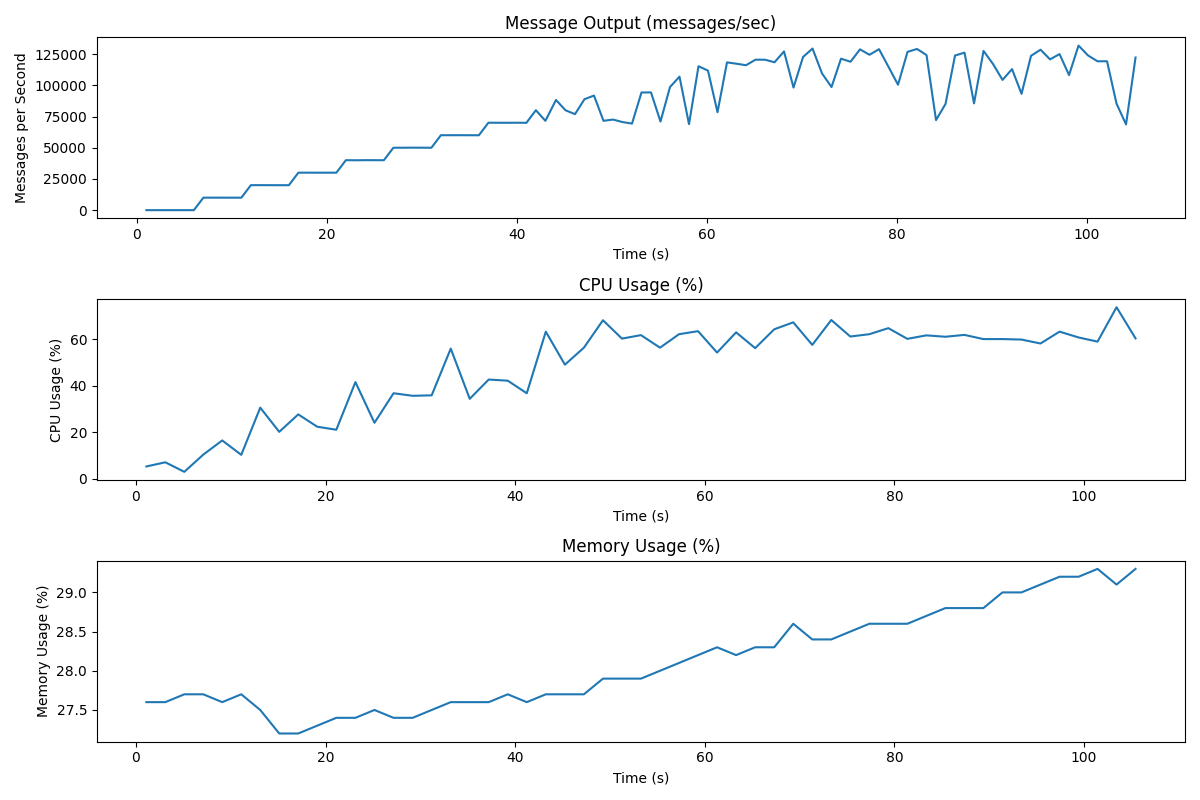 Message Output (messages/sec)
Messages per Second
125000
100000
75000
50000
25000
0
0 20 40 60 80 100
Time (s)
CPU Usage (%)
CPU Usage (%)
60
40
20
0
0 20 40 60 80 100
Time (s)
Memory Usage (%)
Memory Usage (%)
29.0
28.5
28.0
27.5
0 20 40 60 80 100
Time (s)